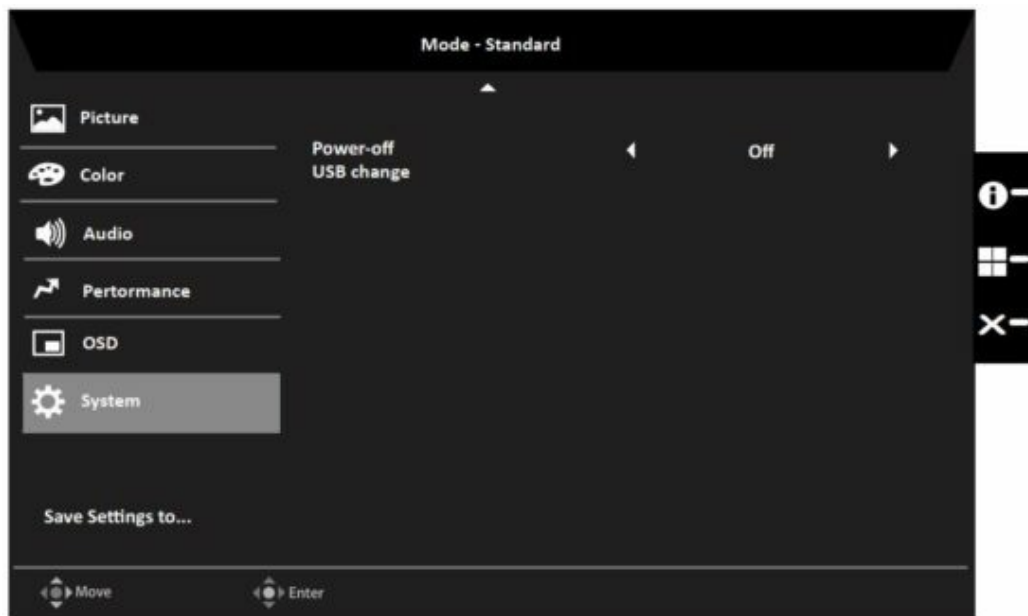 Mode - Standard
Picture
Color
Audio
Pertormance
OSD
System
Save Settings to...
Power-off Off
USB change
Move Enter